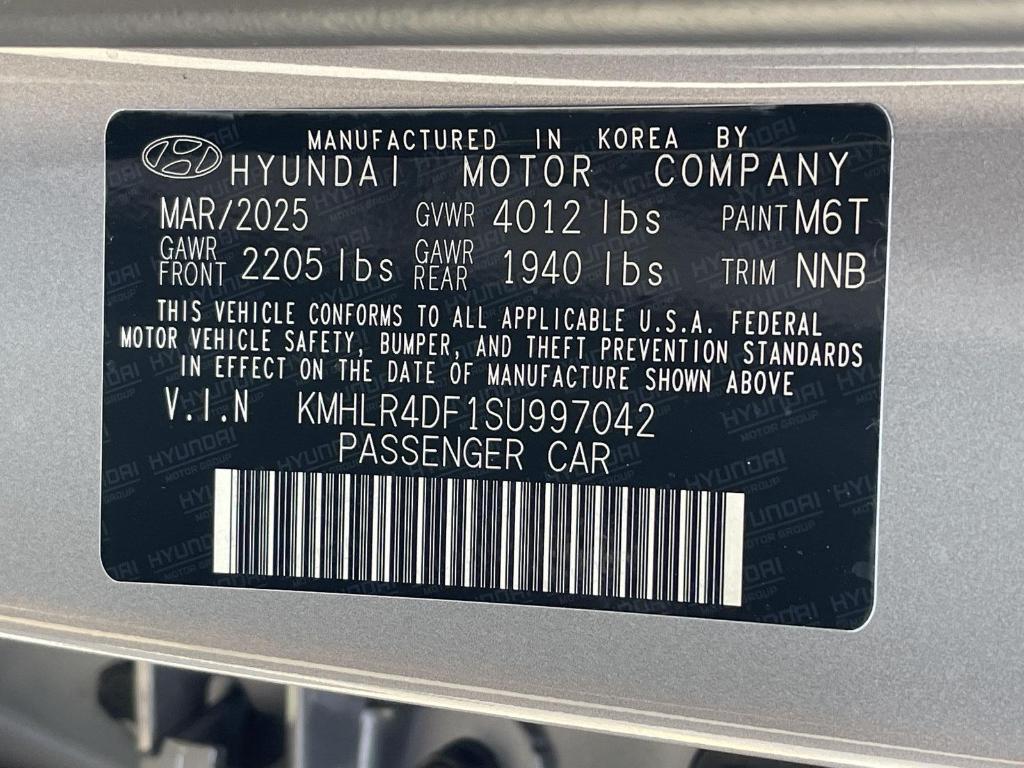 MANUFACTURED IN KOREA BY
HYUNDAI MOTOR COMPANY
MAR/2025 GVWR 4012 lbs PAINT M6T
GAWR FRONT 2205 lbs GAWR REAR 1940 lbs TRIM NNB
THIS VEHICLE CONFORMS TO ALL APPLICABLE U.S.A. FEDERAL
MOTOR VEHICLE SAFETY, BUMPER, AND THEFT PREVENTION STANDARDS
IN EFFECT ON THE DATE OF MANUFACTURE SHOWN ABOVE
V.I.N KMHLR4DF1SU997042
PASSENGER CAR